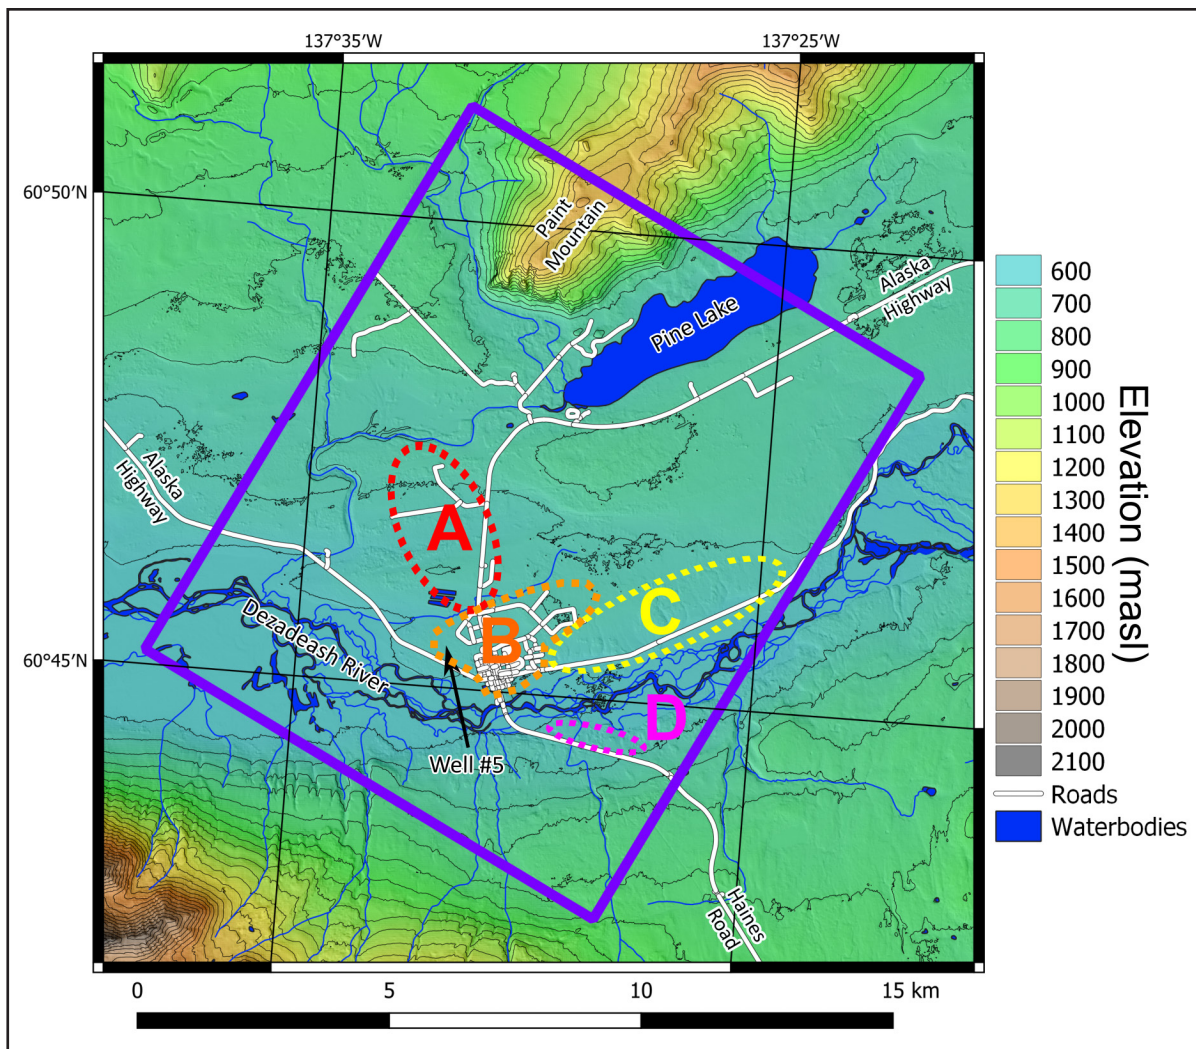 137°35′W
137°25′W
60°50′N
60°45′N
Paint
Mountain
Pine Lake
Alaska
Highway
Alaska
Highway
A
B
C
D
Dezadeash River
Well #5
Haines
Road
600
700
800
900
1000
1100
1200
1300
1400
1500
1600
1700
1800
1900
2000
2100
Elevation (masl)
Roads
Waterbodies
0
5
10
15 km